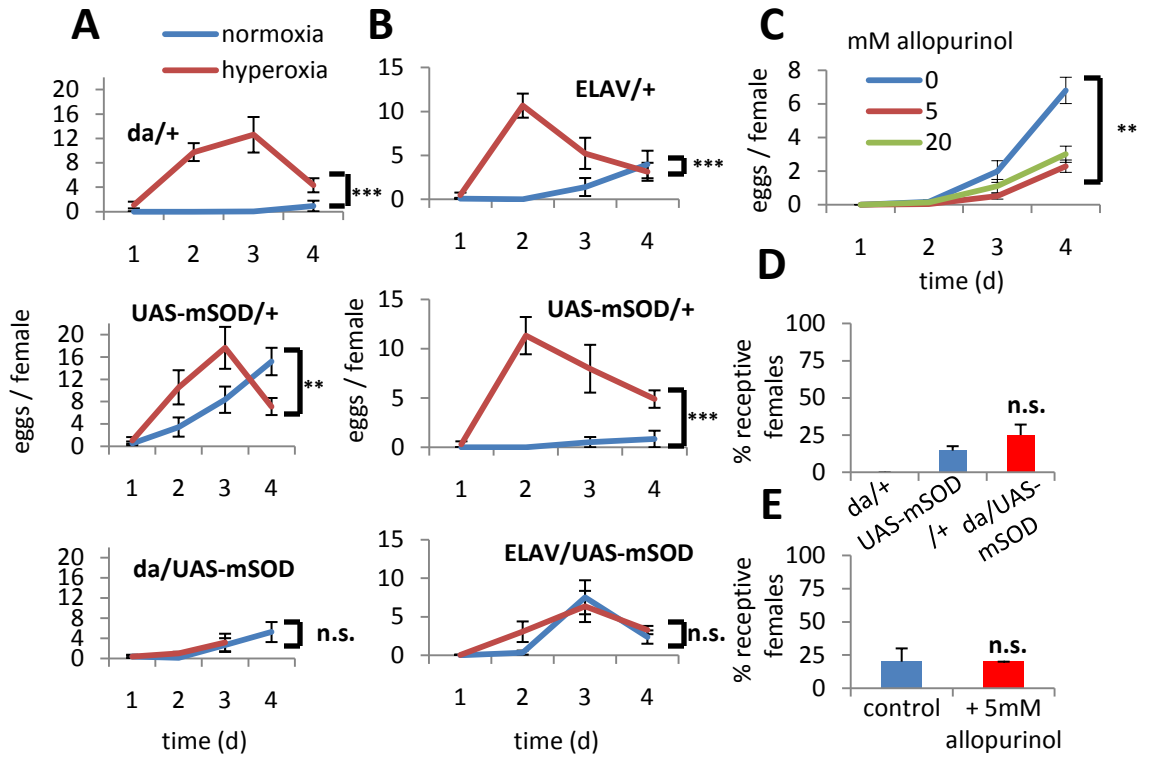 A
normoxia
hyperoxia
da/+
20
16
12
8
4
0
***
1 2 3 4
UAS-mSOD/+
eggs / female
20
16
12
8
4
0
**
1 2 3 4
da/UAS-mSOD
20
16
12
8
4
0
n.s.
1 2 3 4
time (d)
B
ELAV/+
15
10
5
0
***
1 2 3 4
UAS-mSOD/+
eggs / female
15
10
5
0
***
1 2 3 4
ELAV/UAS-mSOD
15
10
5
0
n.s.
1 2 3 4
time (d)
C
mM allopurinol
0
5
20
eggs / female
8
6
4
2
0
**
1 2 3 4
time (d)
D
% receptive
females
100
75
50
25
0
n.s.
da/+
UAS-mSOD
/+
da/UAS-
mSOD
E
% receptive
females
100
75
50
25
0
n.s.
control
+ 5mM
allopurinol